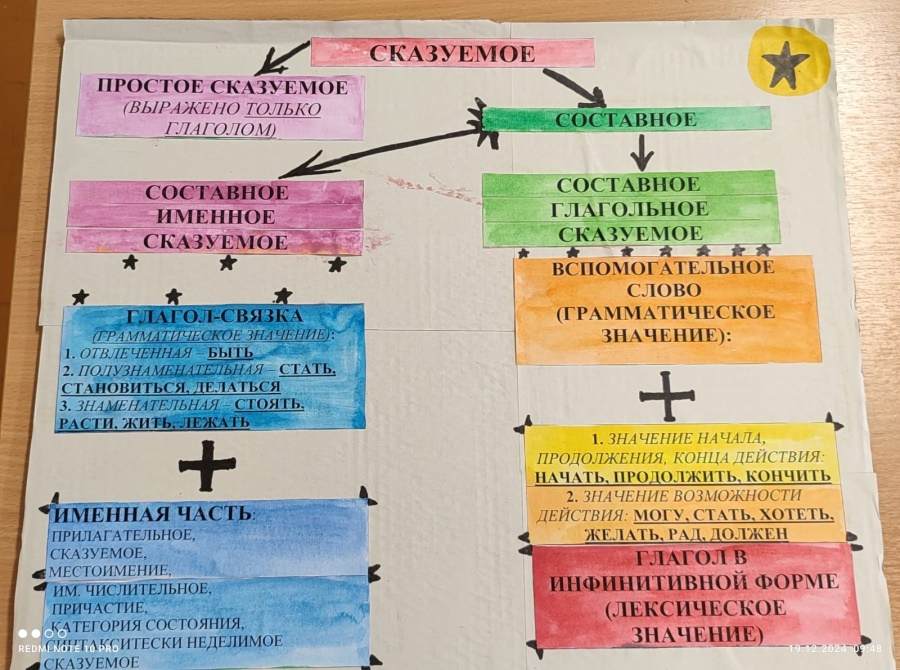 СКАЗУЕМОЕ
ПРОСТОЕ СКАЗУЕМОЕ
(ВЫРАЖЕНО ТОЛЬКО
ГЛАГОЛОМ)
СОСТАВНОЕ
СОСТАВНОЕ
ИМЕННОЕ
СКАЗУЕМОЕ
СОСТАВНОЕ
ГЛАГОЛЬНОЕ
СКАЗУЕМОЕ
ГЛАГОЛ-СВЯЗКА
(ГРАММАТИЧЕСКОЕ ЗНАЧЕНИЕ):
1. ОТВЛЕЧЕННАЯ – БЫТЬ
2. ПОЛУЗНАМЕНАТЕЛЬНАЯ – СТАТЬ,
СТАНОВИТЬСЯ, ДЕЛАТЬСЯ
3. ЗНАМЕНАТЕЛЬНАЯ – СТОЯТЬ,
РАСТИ, ЖИТЬ, ЛЕЖАТЬ
ИМЕННАЯ ЧАСТЬ:
ПРИЛАГАТЕЛЬНОЕ,
СКАЗУЕМОЕ,
МЕСТОИМЕНИЕ,
ИМ. ЧИСЛИТЕЛЬНОЕ,
ПРИЧАСТИЕ,
КАТЕГОРИЯ СОСТОЯНИЯ,
СИНТАКСИТЕСКИ НЕДЕЛИМОЕ
СКАЗУЕМОЕ
ВСПОМОГАТЕЛЬНОЕ
СЛОВО
(ГРАММАТИЧЕСКОЕ
ЗНАЧЕНИЕ):
1. ЗНАЧЕНИЕ НАЧАЛА,
ПРОДОЛЖЕНИЯ, КОНЦА ДЕЙСТВИЯ:
НАЧАТЬ, ПРОДОЛЖИТЬ, КОНЧИТЬ
2. ЗНАЧЕНИЕ ВОЗМОЖНОСТИ
ДЕЙСТВИЯ: МОГУ, СТАТЬ, ХОТЕТЬ,
ЖЕЛАТЬ, РАД, ДОЛЖЕН
ГЛАГОЛ В
ИНФИНИТИВНОЙ ФОРМЕ
(ЛЕКСИЧЕСКОЕ
ЗНАЧЕНИЕ)
REDMI NOTE 10 PRO
19.12.2024 09:48